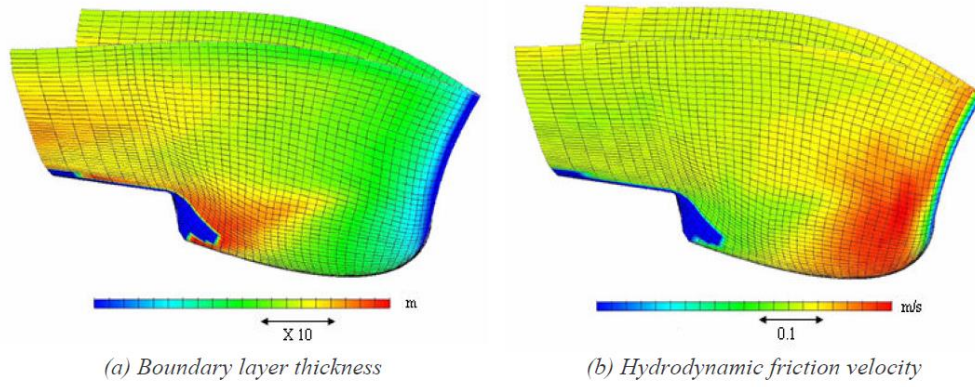 m
X 10
(a) Boundary layer thickness
m/s
0.1
(b) Hydrodynamic friction velocity